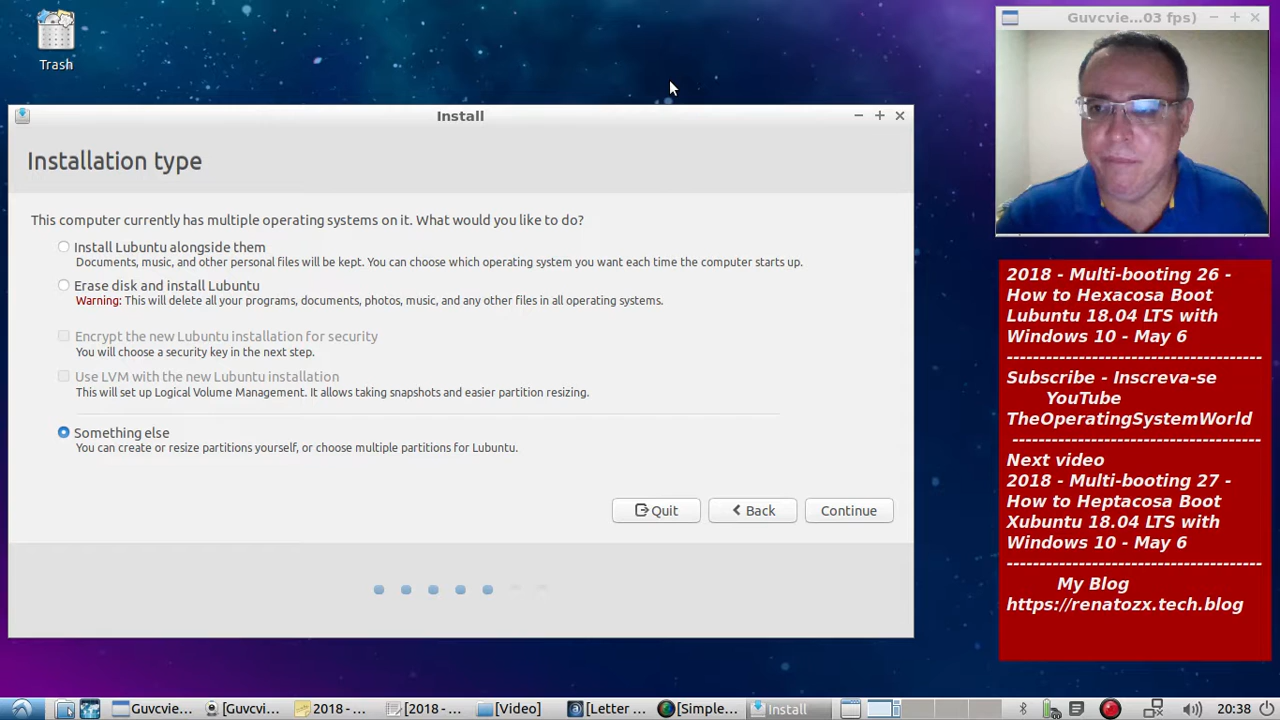 Trash
Guvcvie...03 fps)
Install
Installation type
This computer currently has multiple operating systems on it. What would you like to do?
Install Lubuntu alongside them
Documents, music, and other personal files will be kept. You can choose which operating system you want each time the computer starts up.
Erase disk and install Lubuntu
Warning: This will delete all your programs, documents, photos, music, and any other files in all operating systems.
Encrypt the new Lubuntu installation for security
You will choose a security key in the next step.
Use LVM with the new Lubuntu installation
This will set up Logical Volume Management. It allows taking snapshots and easier partition resizing.
Something else
You can create or resize partitions yourself, or choose multiple partitions for Lubuntu.
Quit
Back
Continue
2018 - Multi-booting 26 -
How to Hexacosa Boot
Lubuntu 18.04 LTS with
Windows 10 - May 6
--------------------------------------
Subscribe - Inscreva-se
YouTube
TheOperatingSystemWorld
-------------------------------------
Next video
2018 - Multi-booting 27 -
How to Heptacosa Boot
Xubuntu 18.04 LTS with
Windows 10 - May 6
--------------------------------------
My Blog
https://renatozx.tech.blog
Guvcvie...
[Guvcvi...
2018 - ...
[2018 - ...
[Video]
[Letter ...
[Simple...
Install
20:38